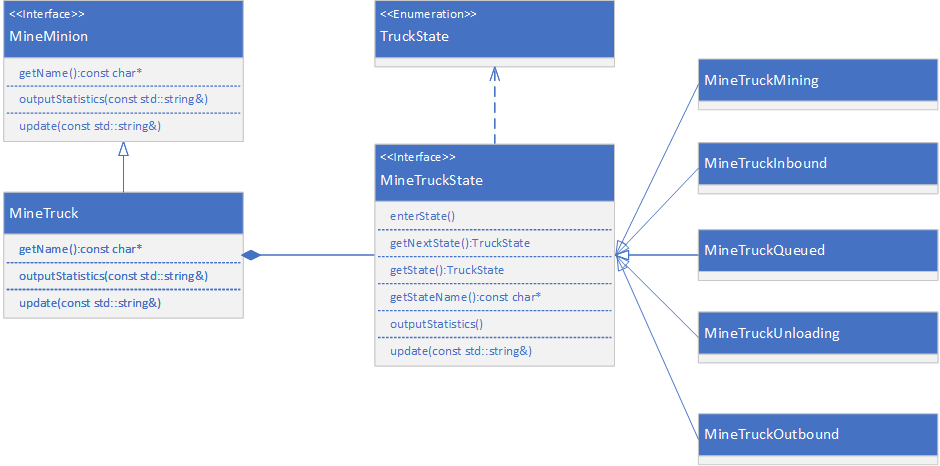 <<Interface>>
MineMinion
getName():const char*
outputStatistics(const std::string&)
update(const std::string&)
MineTruck
getName():const char*
outputStatistics(const std::string&)
update(const std::string&)
<<Enumeration>>
TruckState
<<Interface>>
MineTruckState
enterState()
getNextState():TruckState
getState():TruckState
getStateName():const char*
outputStatistics()
update(const std::string&)
MineTruckMining
MineTruckInbound
MineTruckQueued
MineTruckUnloading
MineTruckOutbound